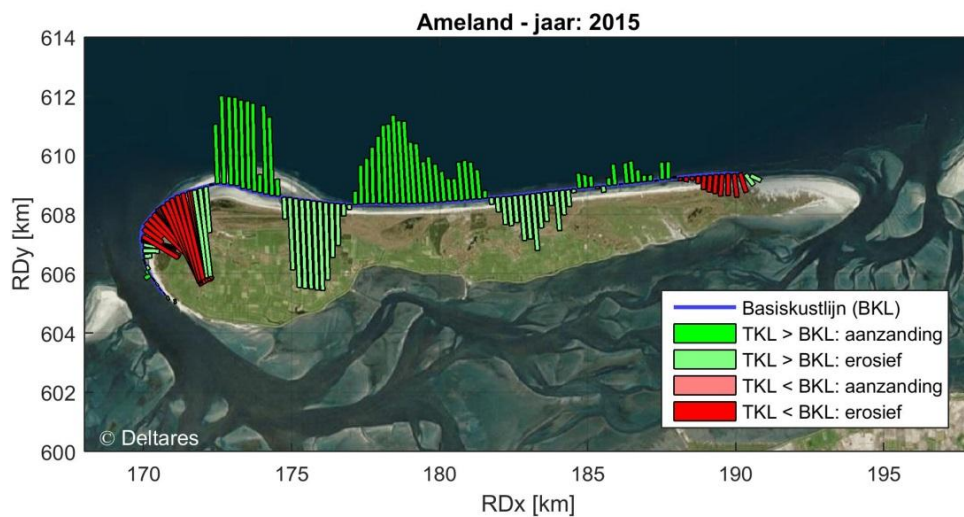 Ameland - jaar: 2015
614
612
610
608
606
604
602
600
RDy [km]
170
175
180
185
190
195
RDx [km]
Basiskustlijn (BKL)
TKL > BKL: aanzanding
TKL > BKL: erosief
TKL < BKL: aanzanding
TKL < BKL: erosief
© Deltares